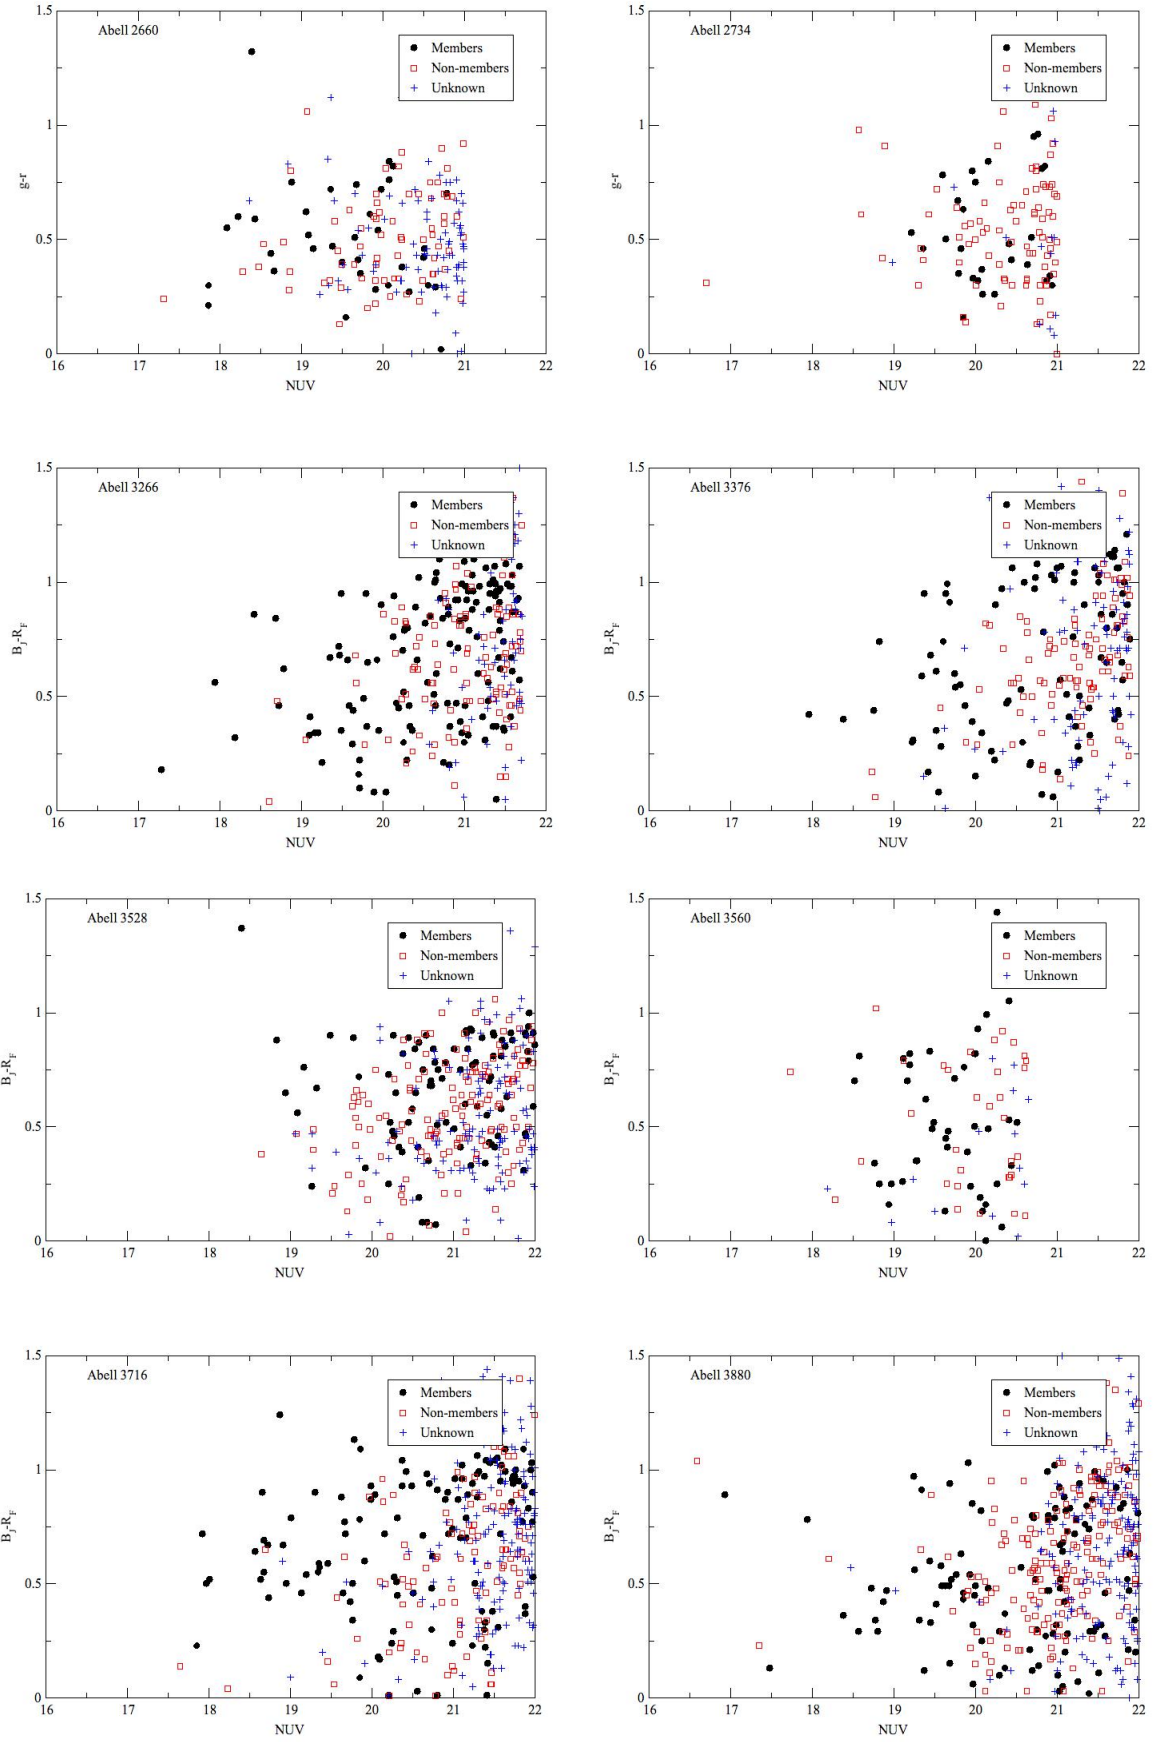 1.5
Abell 2660
Members
Non-members
Unknown
1
g-r
0.5
0
16 17 18 19 20 21 22
NUV
1.5
Abell 2734
Members
Non-members
Unknown
1
g-r
0.5
0
16 17 18 19 20 21 22
NUV
1.5
Abell 3266
Members
Non-members
Unknown
1
BJ-RF
0.5
0
16 17 18 19 20 21 22
NUV
1.5
Abell 3376
Members
Non-members
Unknown
1
BJ-RF
0.5
0
16 17 18 19 20 21 22
NUV
1.5
Abell 3528
Members
Non-members
Unknown
1
BJ-RF
0.5
0
16 17 18 19 20 21 22
NUV
1.5
Abell 3560
Members
Non-members
Unknown
1
BJ-RF
0.5
0
16 17 18 19 20 21 22
NUV
1.5
Abell 3716
Members
Non-members
Unknown
1
BJ-RF
0.5
0
16 17 18 19 20 21 22
NUV
1.5
Abell 3880
Members
Non-members
Unknown
1
BJ-RF
0.5
0
16 17 18 19 20 21 22
NUV